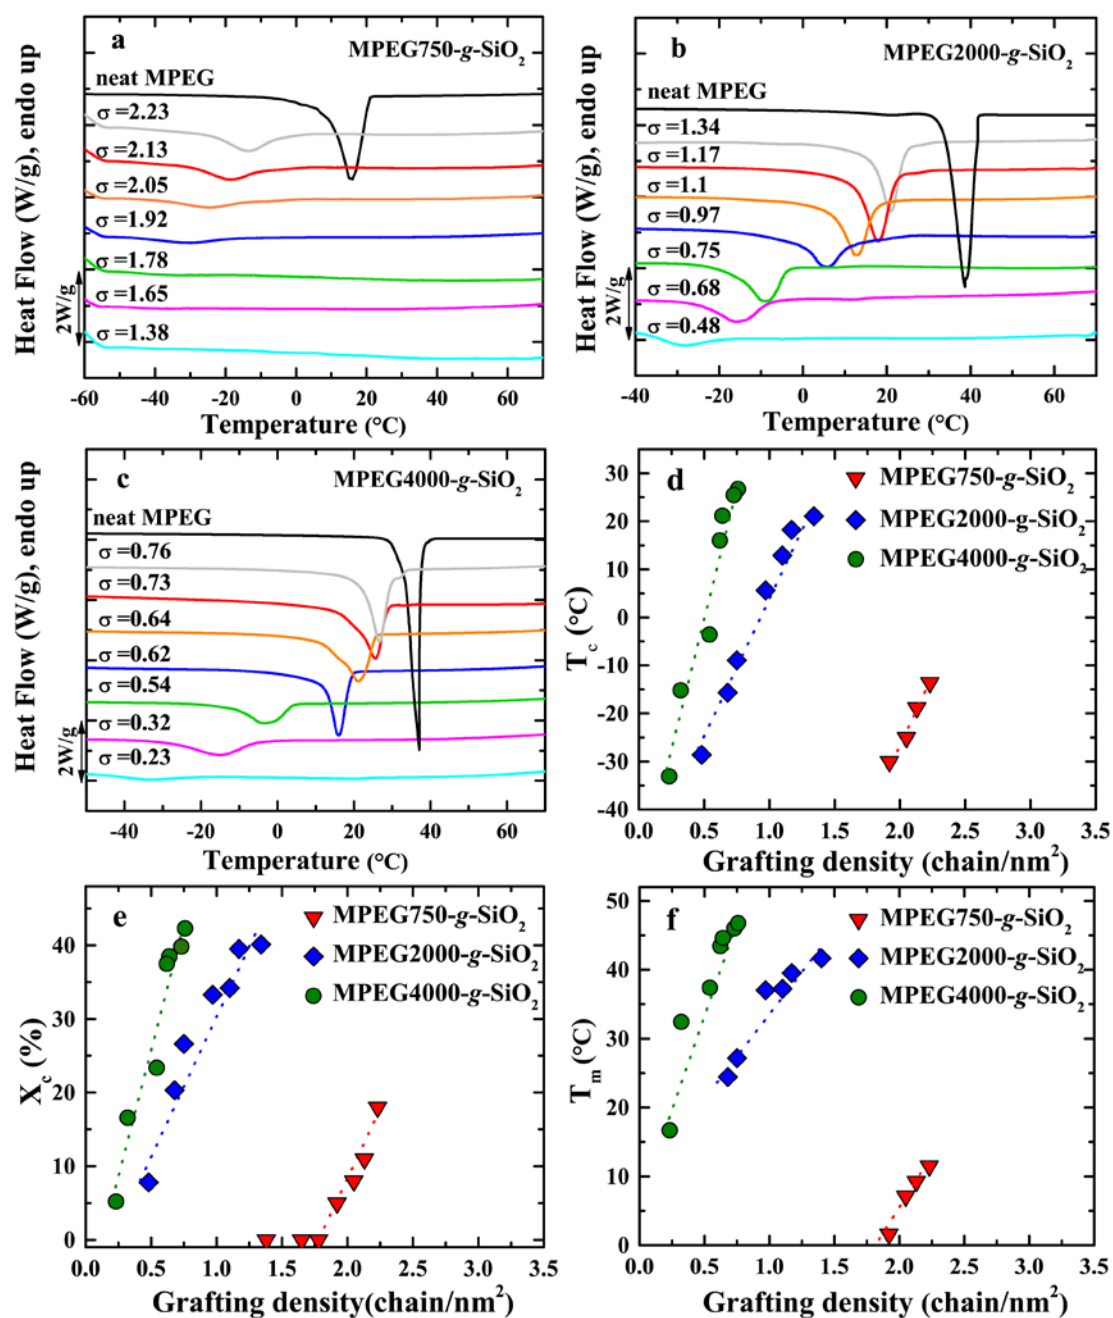 a
MPEG750-g-SiO2
neat MPEG
σ =2.23
σ =2.13
σ =2.05
σ =1.92
σ =1.78
σ =1.65
σ =1.38
2W/g
Heat Flow (W/g), endo up
-60 -40 -20 0 20 40 60
Temperature (°C)
b
MPEG2000-g-SiO2
neat MPEG
σ =1.34
σ =1.17
σ =1.1
σ =0.97
σ =0.75
σ =0.68
σ =0.48
2W/g
Heat Flow (W/g), endo up
-40 -20 0 20 40 60
Temperature (°C)
c
MPEG4000-g-SiO2
neat MPEG
σ=0.76
σ=0.73
σ =0.64
σ =0.62
σ =0.54
σ =0.32
σ =0.23
2W/g
Heat Flow (W/g), endo up
-40 -20 0 20 40 60
Temperature (°C)
d
MPEG750-g-SiO2
MPEG2000-g-SiO2
MPEG4000-g-SiO2
30
20
10
0
-10
-20
-30
-40
Tc (°C)
0.0 0.5 1.0 1.5 2.0 2.5 3.0 3.5
Grafting density (chain/nm2)
e
MPEG750-g-SiO2
MPEG2000-g-SiO2
MPEG4000-g-SiO2
40
30
20
10
0
Xc (%)
0.0 0.5 1.0 1.5 2.0 2.5 3.0 3.5
Grafting density(chain/nm2)
f
MPEG750-g-SiO2
MPEG2000-g-SiO2
MPEG4000-g-SiO2
50
40
30
20
10
0
Tm (°C)
0.0 0.5 1.0 1.5 2.0 2.5 3.0 3.5
Grafting density (chain/nm2)